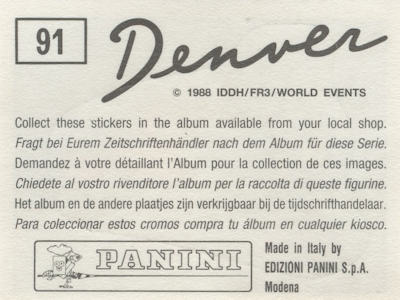 91
Denver
© 1988 IDDH/FR3/WORLD EVENTS
Collect these stickers in the album available from your local shop.
Fragt bei Eurem Zeitschriftenhändler nach dem Album für diese Serie.
Demandez à votre détaillant l'Album pour la collection de ces images.
Chiedete al vostro rivenditore l'album per la raccolta di queste figurine.
Het album en de andere plaatjes zijn verkrijgbaar bij de tijdschrifthandelaar.
Para coleccionar estos cromos compra tu álbum en cualquier kiosco.
PANINI
Made in Italy by
EDIZIONI PANINI S.p.A.
Modena